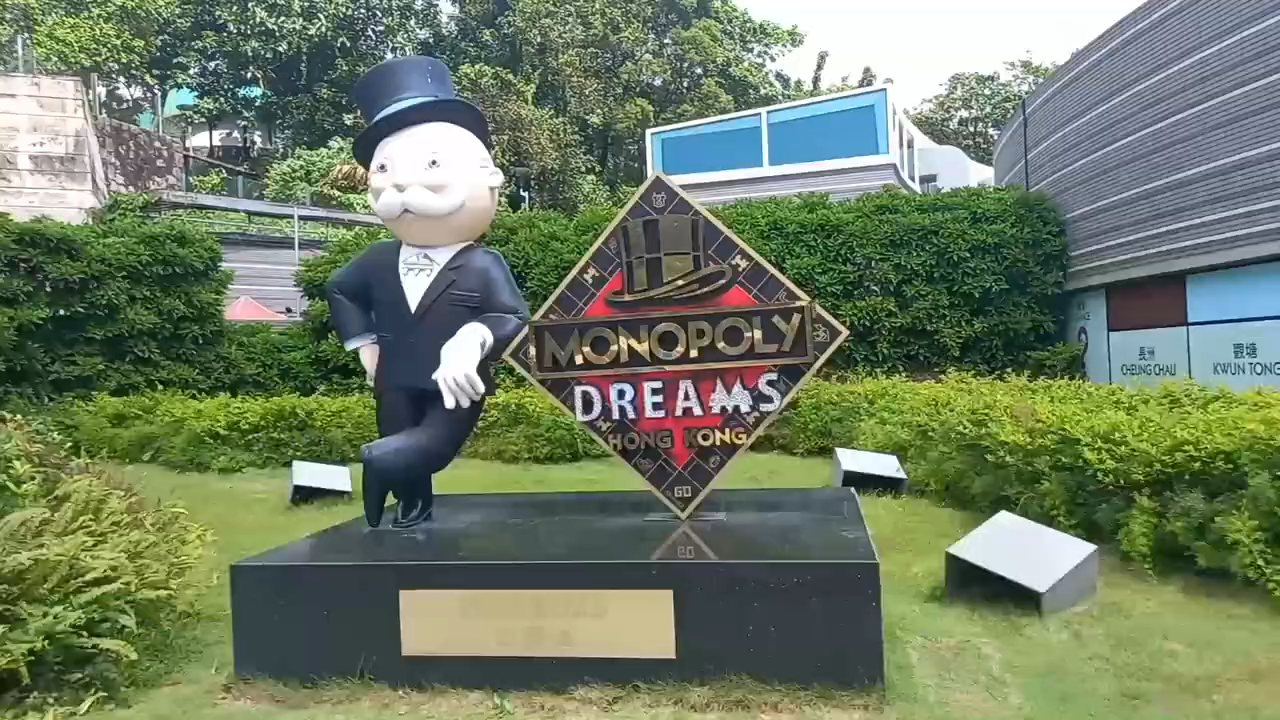 MONOPOLY
DREAMS
HONG KONG
GO
長洲
CHEUNG CHAU
觀塘
KWUN TONG